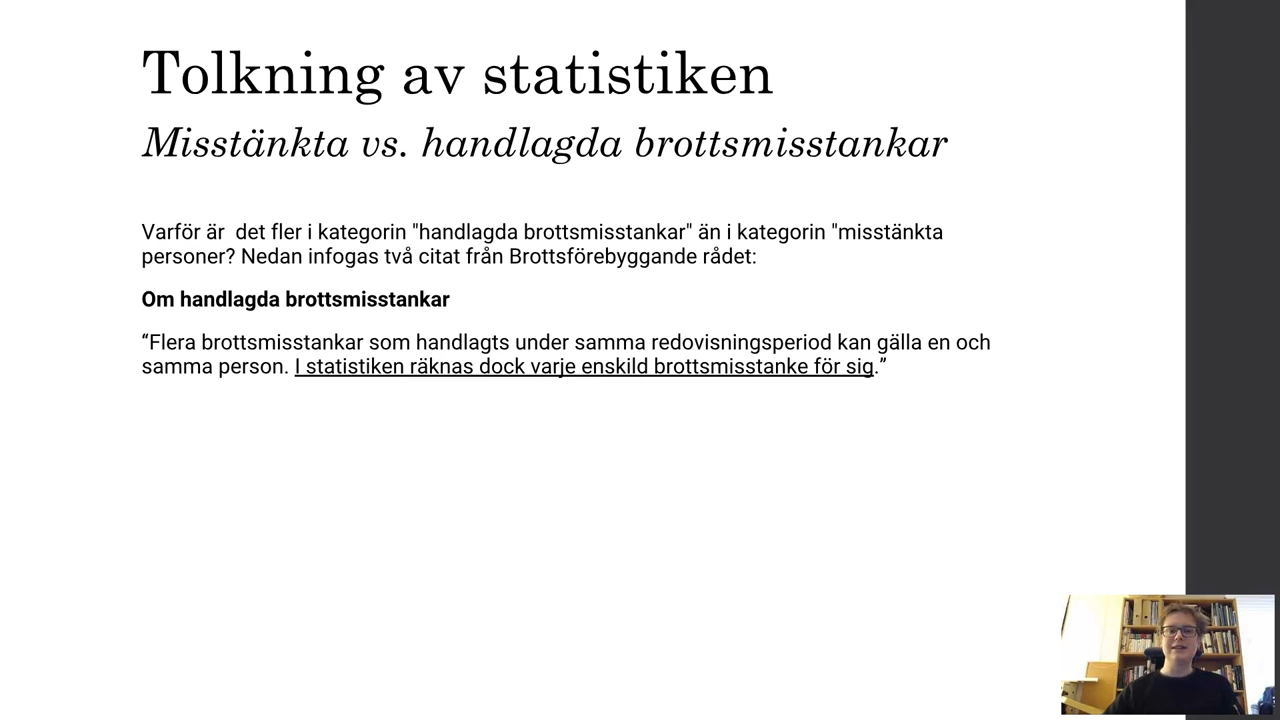 Tolkning av statistiken
Misstänkta vs. handlagda brottsmisstankar
Varför är  det fler i kategorin "handlagda brottsmisstankar" än i kategorin "misstänkta
personer? Nedan infogas två citat från Brottsförebyggande rådet:
Om handlagda brottsmisstankar
“Flera brottsmisstankar som handlagts under samma redovisningsperiod kan gälla en och
samma person. I statistiken räknas dock varje enskild brottsmisstanke för sig.”